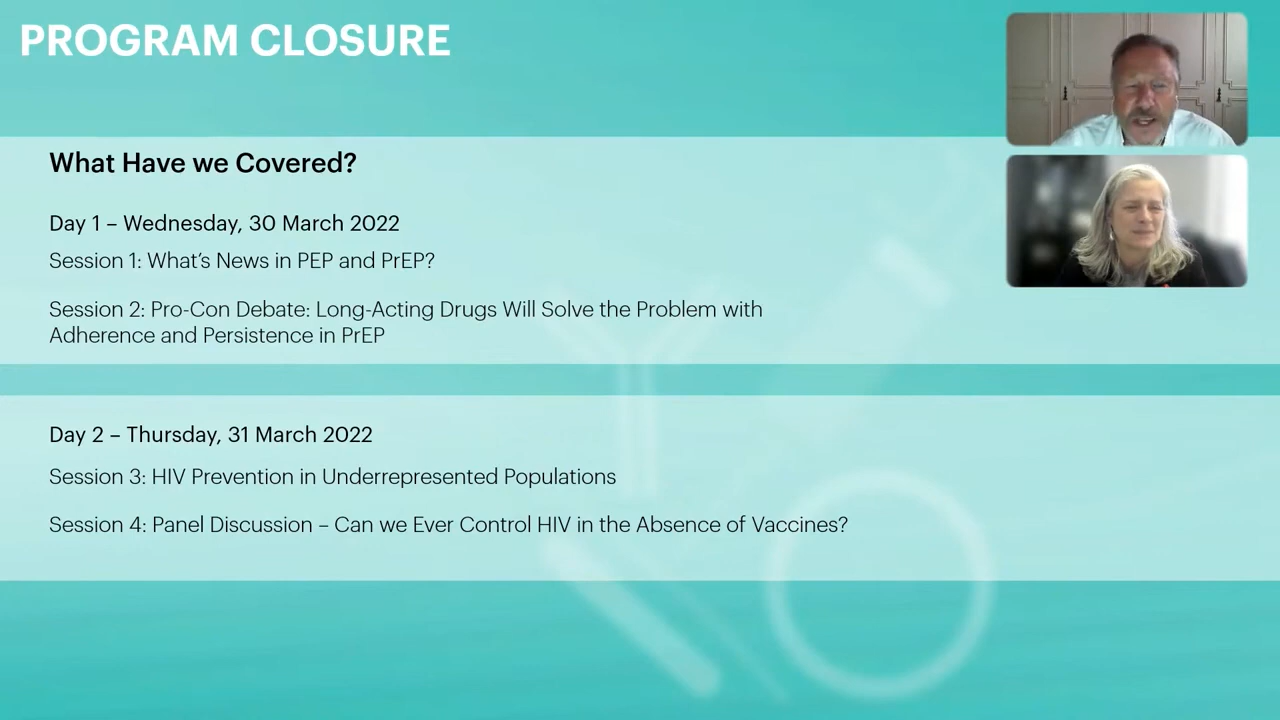 PROGRAM CLOSURE
What Have we Covered?
Day 1 – Wednesday, 30 March 2022
Session 1: What's News in PEP and PrEP?
Session 2: Pro-Con Debate: Long-Acting Drugs Will Solve the Problem with
Adherence and Persistence in PrEP
Day 2 – Thursday, 31 March 2022
Session 3: HIV Prevention in Underrepresented Populations
Session 4: Panel Discussion – Can we Ever Control HIV in the Absence of Vaccines?